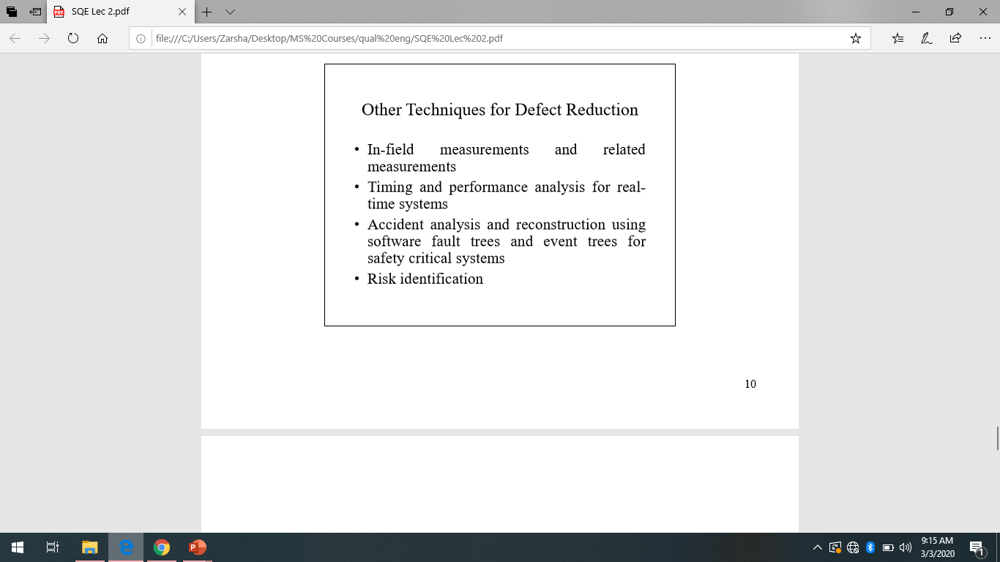 SQE Lec 2.pdf
file:///C:/Users/Zarsha/Desktop/MS%20Courses/qual%20eng/SQE%20Lec%202.pdf
Other Techniques for Defect Reduction
• In-field measurements and related
measurements
• Timing and performance analysis for real-
time systems
• Accident analysis and reconstruction using
software fault trees and event trees for
safety critical systems
• Risk identification
10
9:15 AM
3/3/2020
1